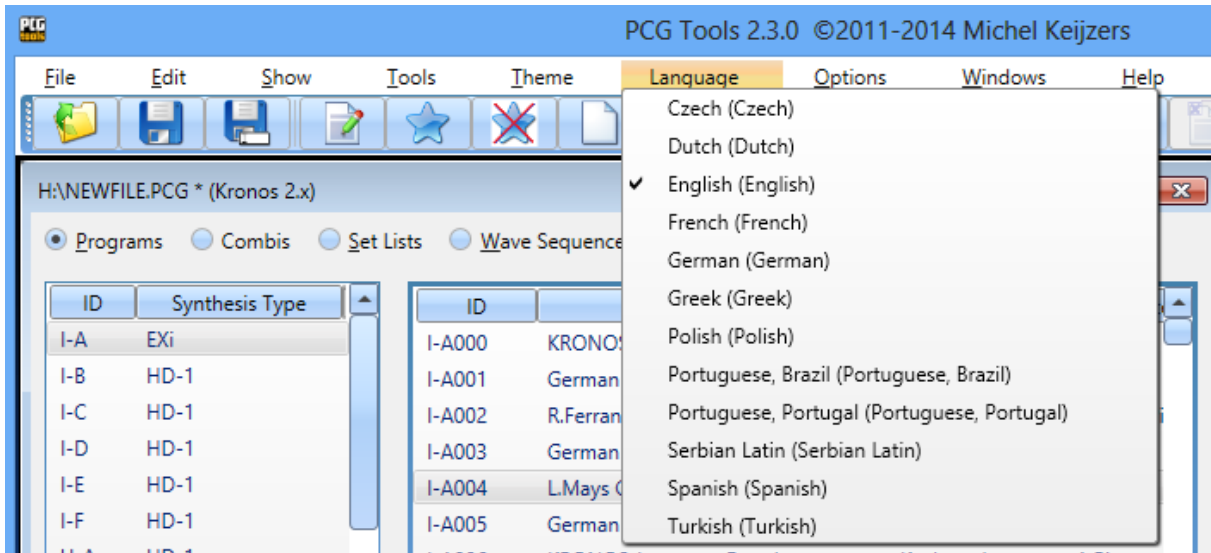 PCG Tools 2.3.0 ©2011-2014 Michel Keijzers
File Edit Show Tools Theme Language Options Windows Help
Czech (Czech)
Dutch (Dutch)
English (English)
French (French)
German (German)
Greek (Greek)
Polish (Polish)
Portuguese, Brazil (Portuguese, Brazil)
Portuguese, Portugal (Portuguese, Portugal)
Serbian Latin (Serbian Latin)
Spanish (Spanish)
Turkish (Turkish)
H:\NEWFILE.PCG * (Kronos 2.x)
Programs Combis Set Lists Wave Sequence
ID Synthesis Type
I-A EXi
I-B HD-1
I-C HD-1
I-D HD-1
I-E HD-1
I-F HD-1
ID
I-A000 KRONOS
I-A001 German
I-A002 R.Ferran
I-A003 German
I-A004 L.Mays
I-A005 German